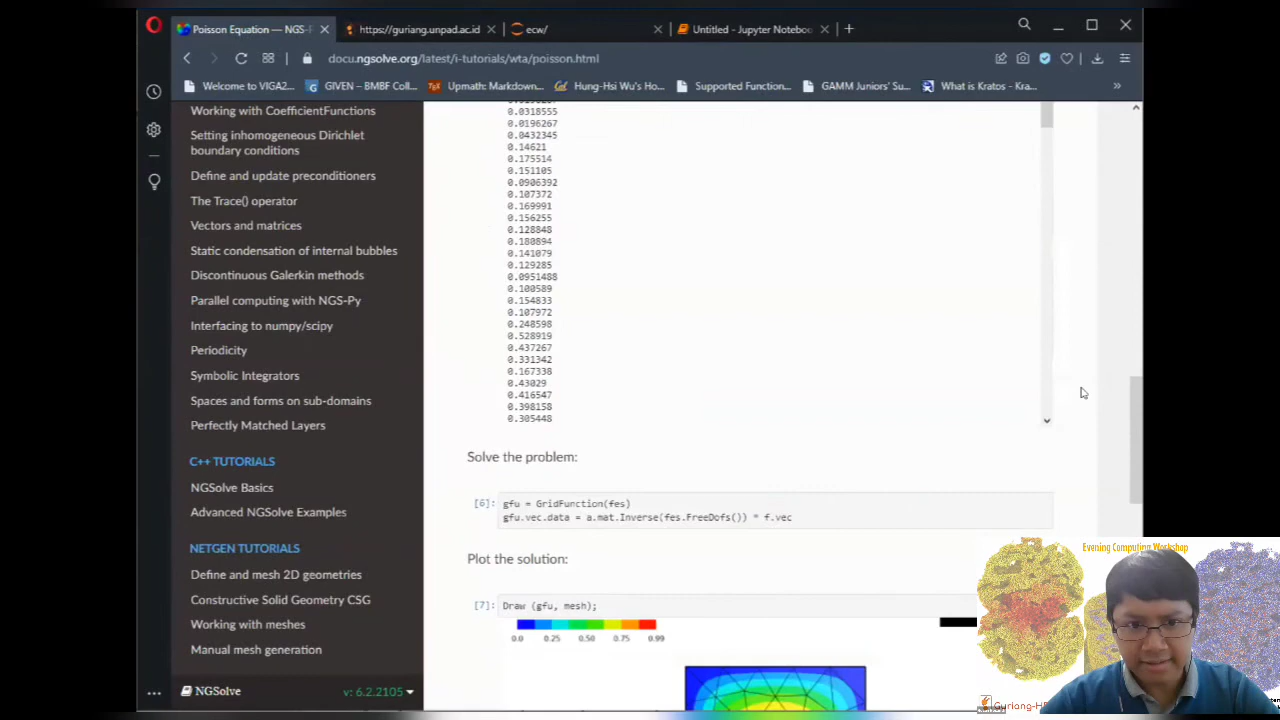 Poisson Equation — NGS-P
https://guriang.unpad.ac.id
ecw/
Untitled - Jupyter Noteboo
docu.ngsolve.org/latest/i-tutorials/wta/poisson.html
Welcome to VIGA2...
GIVEN – BMBF Coll...
Upmath: Markdown...
Hung-Hsi Wu's Ho...
Supported Function...
GAMM Juniors' Su...
What is Kratos - Kra...
»
Working with CoefficientFunctions
Setting inhomogeneous Dirichlet
boundary conditions
Define and update preconditioners
The Trace() operator
Vectors and matrices
Static condensation of internal bubbles
Discontinuous Galerkin methods
Parallel computing with NGS-Py
Interfacing to numpy/scipy
Periodicity
Symbolic Integrators
Spaces and forms on sub-domains
Perfectly Matched Layers
C++ TUTORIALS
NGSolve Basics
Advanced NGSolve Examples
NETGEN TUTORIALS
Define and mesh 2D geometries
Constructive Solid Geometry CSG
Working with meshes
Manual mesh generation
NGSolve
v: 6.2.2105
0.0318555
0.0196267
0.0432345
0.14621
0.175514
0.151105
0.0906392
0.107372
0.169991
0.156255
0.128848
0.180894
0.141079
0.129285
0.0951488
0.100589
0.154833
0.107972
0.248598
0.528919
0.437267
0.331342
0.167338
0.43029
0.416547
0.398158
0.305448
Solve the problem:
[6]: gfu = GridFunction(fes)
gfu.vec.data = a.mat.Inverse(fes.FreeDofs()) * f.vec
Plot the solution:
[7]: Draw (gfu, mesh);
0.0 0.25 0.50 0.75 0.99
Evening Computing Workshop